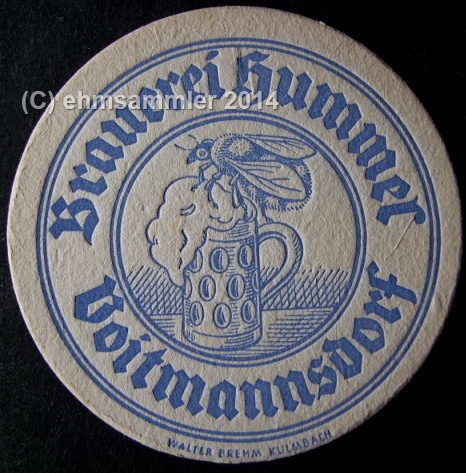 (C) ehmsammler 2014
Brauerei Hummel
Voitmannsdorf
WALTER BREHM KULMBACH